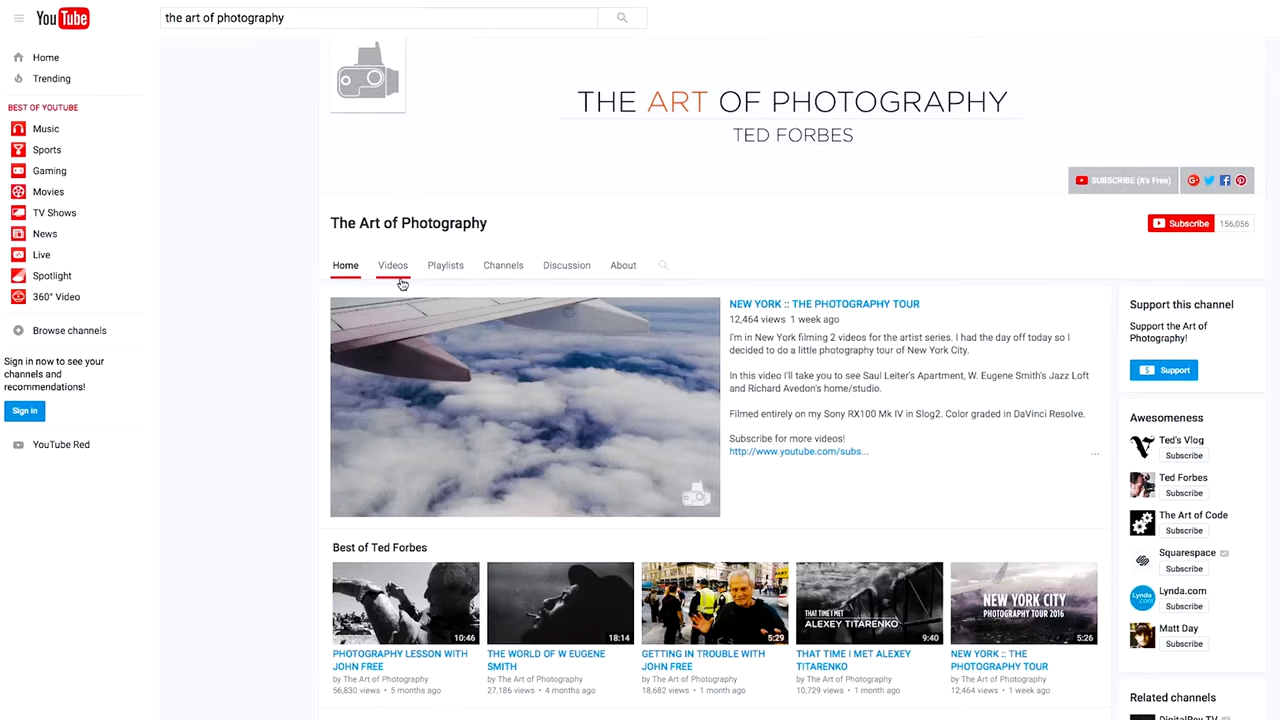 YouTube
the art of photography
Home
Trending
BEST OF YOUTUBE
Music
Sports
Gaming
Movies
TV Shows
News
Live
Spotlight
360° Video
Browse channels
Sign in now to see your
channels and
recommendations!
Sign in
YouTube Red
THE ART OF PHOTOGRAPHY
TED FORBES
SUBSCRIBE (It's Free)
The Art of Photography
Subscribe 156,056
Home Videos Playlists Channels Discussion About
NEW YORK :: THE PHOTOGRAPHY TOUR
12,464 views 1 week ago
I'm in New York filming 2 videos for the artist series. I had the day off today so I
decided to do a little photography tour of New York City.
In this video I'll take you to see Saul Leiter's Apartment, W. Eugene Smith's Jazz Loft
and Richard Avedon's home/studio.
Filmed entirely on my Sony RX100 Mk IV in Slog2. Color graded in DaVinci Resolve.
Subscribe for more videos!
http://www.youtube.com/subs...
...
Support this channel
Support the Art of
Photography!
Support
Awesomeness
Ted's Vlog
Subscribe
Ted Forbes
Subscribe
The Art of Code
Subscribe
Squarespace
Subscribe
Lynda.com
Lynda.com
Subscribe
Matt Day
Subscribe
Related channels
DigitalRev TV
Best of Ted Forbes
10:46
PHOTOGRAPHY LESSON WITH
JOHN FREE
by The Art of Photography
56,830 views • 5 months ago
18:14
THE WORLD OF W EUGENE
SMITH
by The Art of Photography
27,186 views • 4 months ago
5:29
GETTING IN TROUBLE WITH
JOHN FREE
by The Art of Photography
18,682 views • 1 month ago
THAT TIME I MET
ALEXEY TITARENKO
9:40
THAT TIME I MET ALEXEY
TITARENKO
by The Art of Photography
10,729 views • 1 month ago
NEW YORK CITY
PHOTOGRAPHY TOUR 2016
5:26
NEW YORK :: THE
PHOTOGRAPHY TOUR
by The Art of Photography
12,464 views • 1 week ago